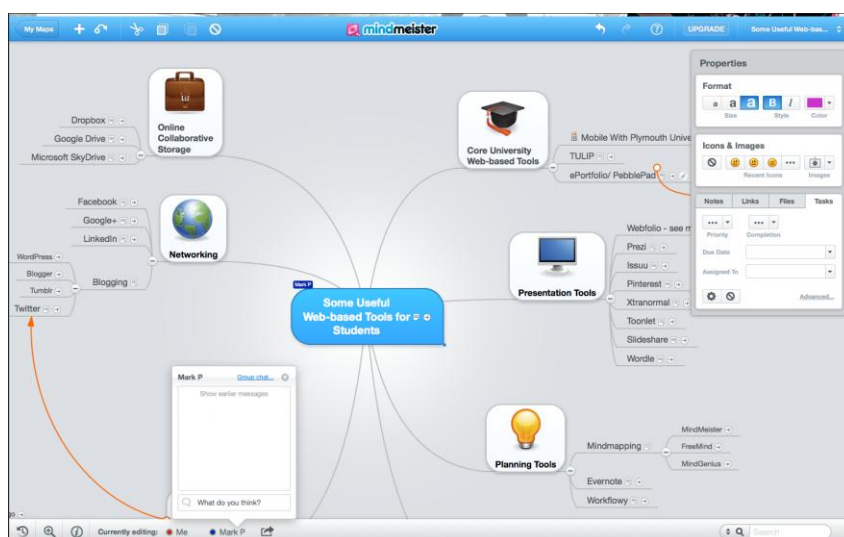 My Maps
mindmeister
UPGRADE
Some Useful Web-bas...
Online
Collaborative
Storage
Dropbox
Google Drive
Microsoft SkyDrive
Networking
Facebook
Google+
LinkedIn
Blogging
WordPress
Blogger
Tumblr
Twitter
Mark P
Some Useful
Web-based Tools for
Students
Core University
Web-based Tools
Mobile With Plymouth Unive
TULIP
ePortfolio/ PebblePad
Presentation Tools
Webfolio - see m
Prezi
Issuu
Pinterest
Xtranormal
Toonlet
Slideshare
Wordle
Planning Tools
Mindmapping
MindMeister
FreeMind
MindGenius
Evernote
Workflowy
Properties
Format
a a a B I
Size Style Color
Icons & Images
Recent Icons Images
Notes Links Files Tasks
Priority Completion
Due Date
Assigned To
Advanced...
Mark P Group chat...
Show earlier messages
What do you think?
Currently editing: Me Mark P
Search